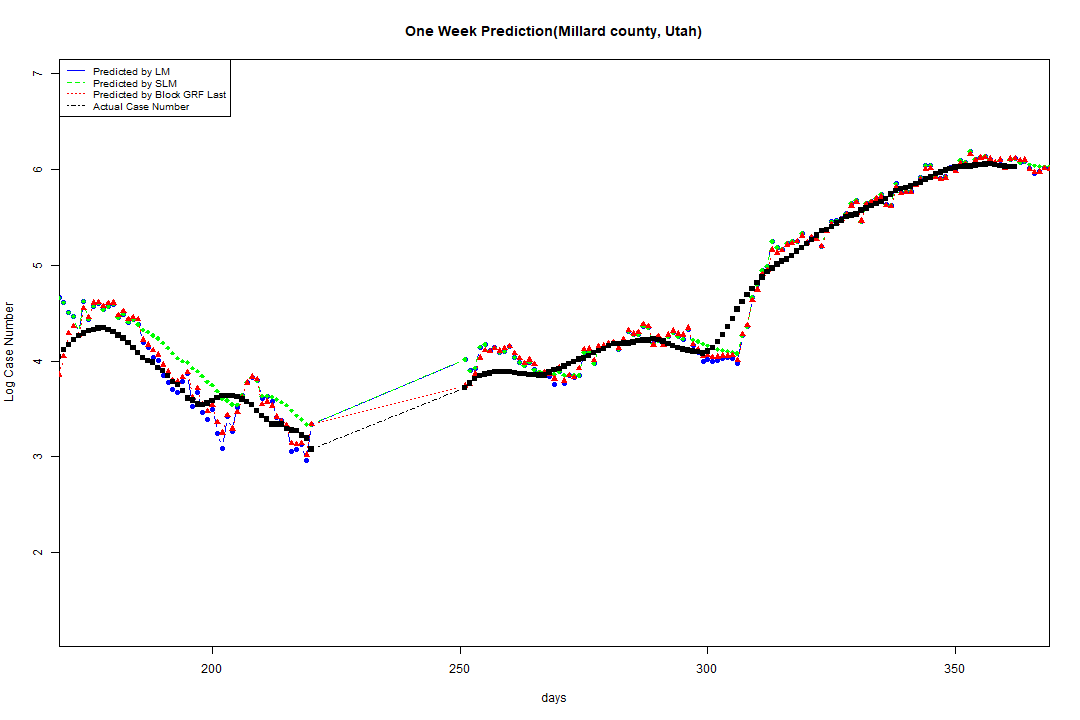 One Week Prediction(Millard county, Utah)
Predicted by LM
Predicted by SLM
Predicted by Block GRF Last
Actual Case Number
7
6
5
4
3
2
Log Case Number
200 250 300 350
days